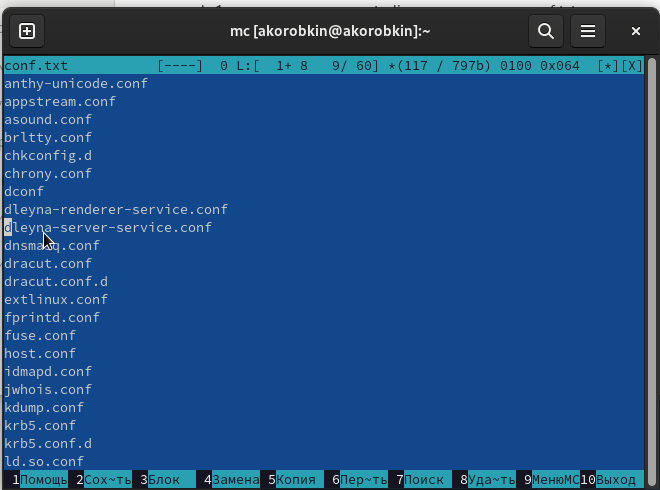 mc [akorobkin@akorobkin]:~
conf.txt [----] 0 L:[ 1+ 8 9/ 60] *(117 / 797b) 0100 0x064 [*][X]
anthy-unicode.conf
appstream.conf
asound.conf
brltty.conf
chkconfig.d
chrony.conf
dconf
dleyna-renderer-service.conf
dleyna-server-service.conf
dnsmasq.conf
dracut.conf
dracut.conf.d
extlinux.conf
fprintd.conf
fuse.conf
host.conf
idmapd.conf
jwhois.conf
kdump.conf
krb5.conf
krb5.conf.d
ld.so.conf
1Помощь 2Сох~ть 3Блок 4Замена 5Копия 6Пер~ть 7Поиск 8Уда~ть 9МенюMC 10Выход